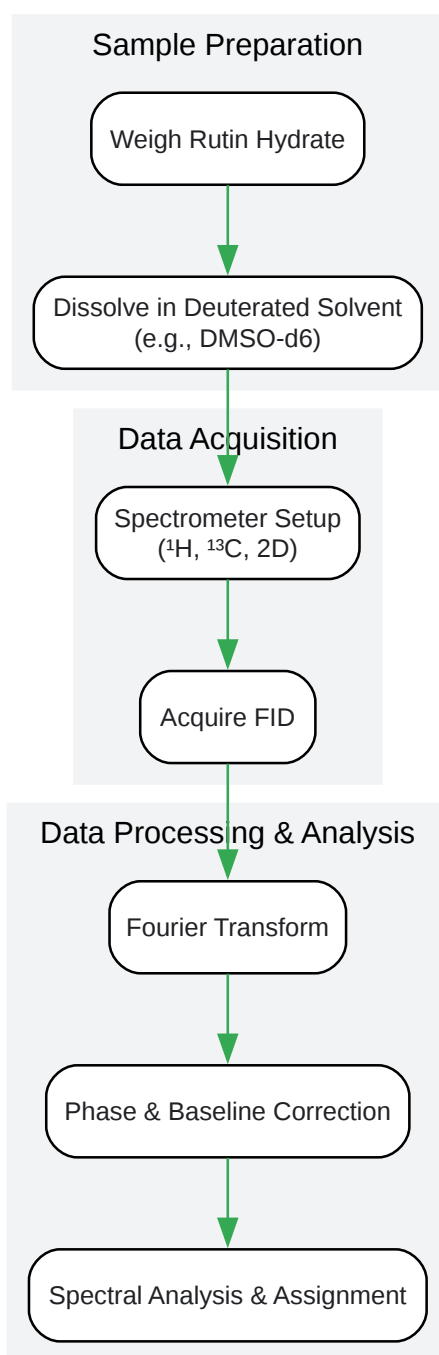 Sample Preparation
Weigh Rutin Hydrate
Dissolve in Deuterated Solvent
(e.g., DMSO-d6)
Data Acquisition
Spectrometer Setup
(¹H, ¹³C, 2D)
Acquire FID
Data Processing & Analysis
Fourier Transform
Phase & Baseline Correction
Spectral Analysis & Assignment